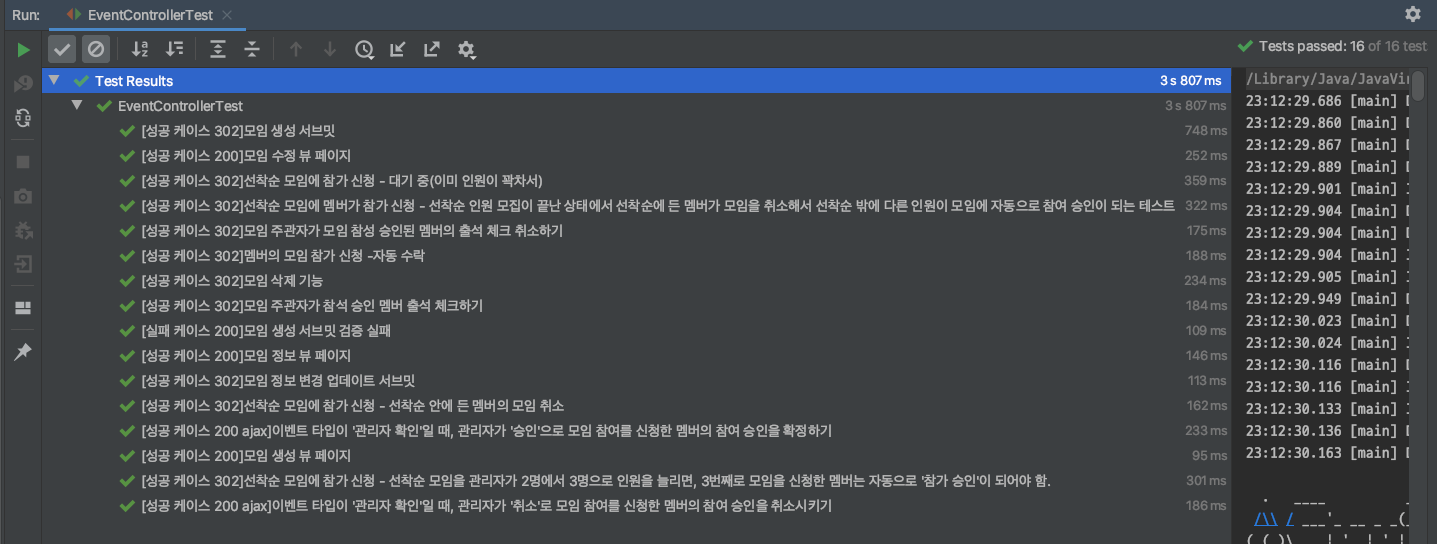 Run: EventControllerTest
Tests passed: 16 of 16 test
Test Results 3 s 807 ms
EventControllerTest 3 s 807 ms
[성공 케이스 302]모임 생성 서브밋 748 ms
[성공 케이스 200]모임 수정 뷰 페이지 252 ms
[성공 케이스 302]선착순 모임에 참가 신청 - 대기 중(이미 인원이 꽉차서) 359 ms
[성공 케이스 302]선착순 모임에 멤버가 참가 신청 - 선착순 인원 모집이 끝난 상태에서 선착순에 든 멤버가 모임을 취소해서 선착순 밖에 다른 인원이 모임에 자동으로 참여 승인이 되는 테스트 322 ms
[성공 케이스 302]모임 주관자가 모임 참성 승인된 멤버의 출석 체크 취소하기 175 ms
[성공 케이스 302]멤버의 모임 참가 신청 -자동 수락 188 ms
[성공 케이스 302]모임 삭제 기능 234 ms
[성공 케이스 302]모임 주관자가 참석 승인 멤버 출석 체크하기 184 ms
[실패 케이스 200]모임 생성 서브밋 검증 실패 109 ms
[성공 케이스 200]모임 정보 뷰 페이지 146 ms
[성공 케이스 302]모임 정보 변경 업데이트 서브밋 113 ms
[성공 케이스 302]선착순 모임에 참가 신청 - 선착순 안에 든 멤버의 모임 취소 162 ms
[성공 케이스 200 ajax]이벤트 타입이 '관리자 확인'일 때, 관리자가 '승인'으로 모임 참여를 신청한 멤버의 참여 승인을 확정하기 233 ms
[성공 케이스 200]모임 생성 뷰 페이지 95 ms
[성공 케이스 302]선착순 모임에 참가 신청 - 선착순 모임을 관리자가 2명에서 3명으로 인원을 늘리면, 3번째로 모임을 신청한 멤버는 자동으로 '참가 승인'이 되어야 함. 301 ms
[성공 케이스 200 ajax]이벤트 타입이 '관리자 확인'일 때, 관리자가 '취소'로 모임 참여를 신청한 멤버의 참여 승인을 취소시키기 186 ms
/Library/Java/JavaVir
23:12:29.686 [main] D
23:12:29.860 [main] D
23:12:29.867 [main] D
23:12:29.889 [main] D
23:12:29.901 [main] I
23:12:29.904 [main] D
23:12:29.904 [main] D
23:12:29.904 [main] I
23:12:29.905 [main] I
23:12:29.949 [main] D
23:12:30.023 [main] D
23:12:30.024 [main] I
23:12:30.116 [main] D
23:12:30.116 [main] I
23:12:30.133 [main] I
23:12:30.136 [main] D
23:12:30.163 [main] D